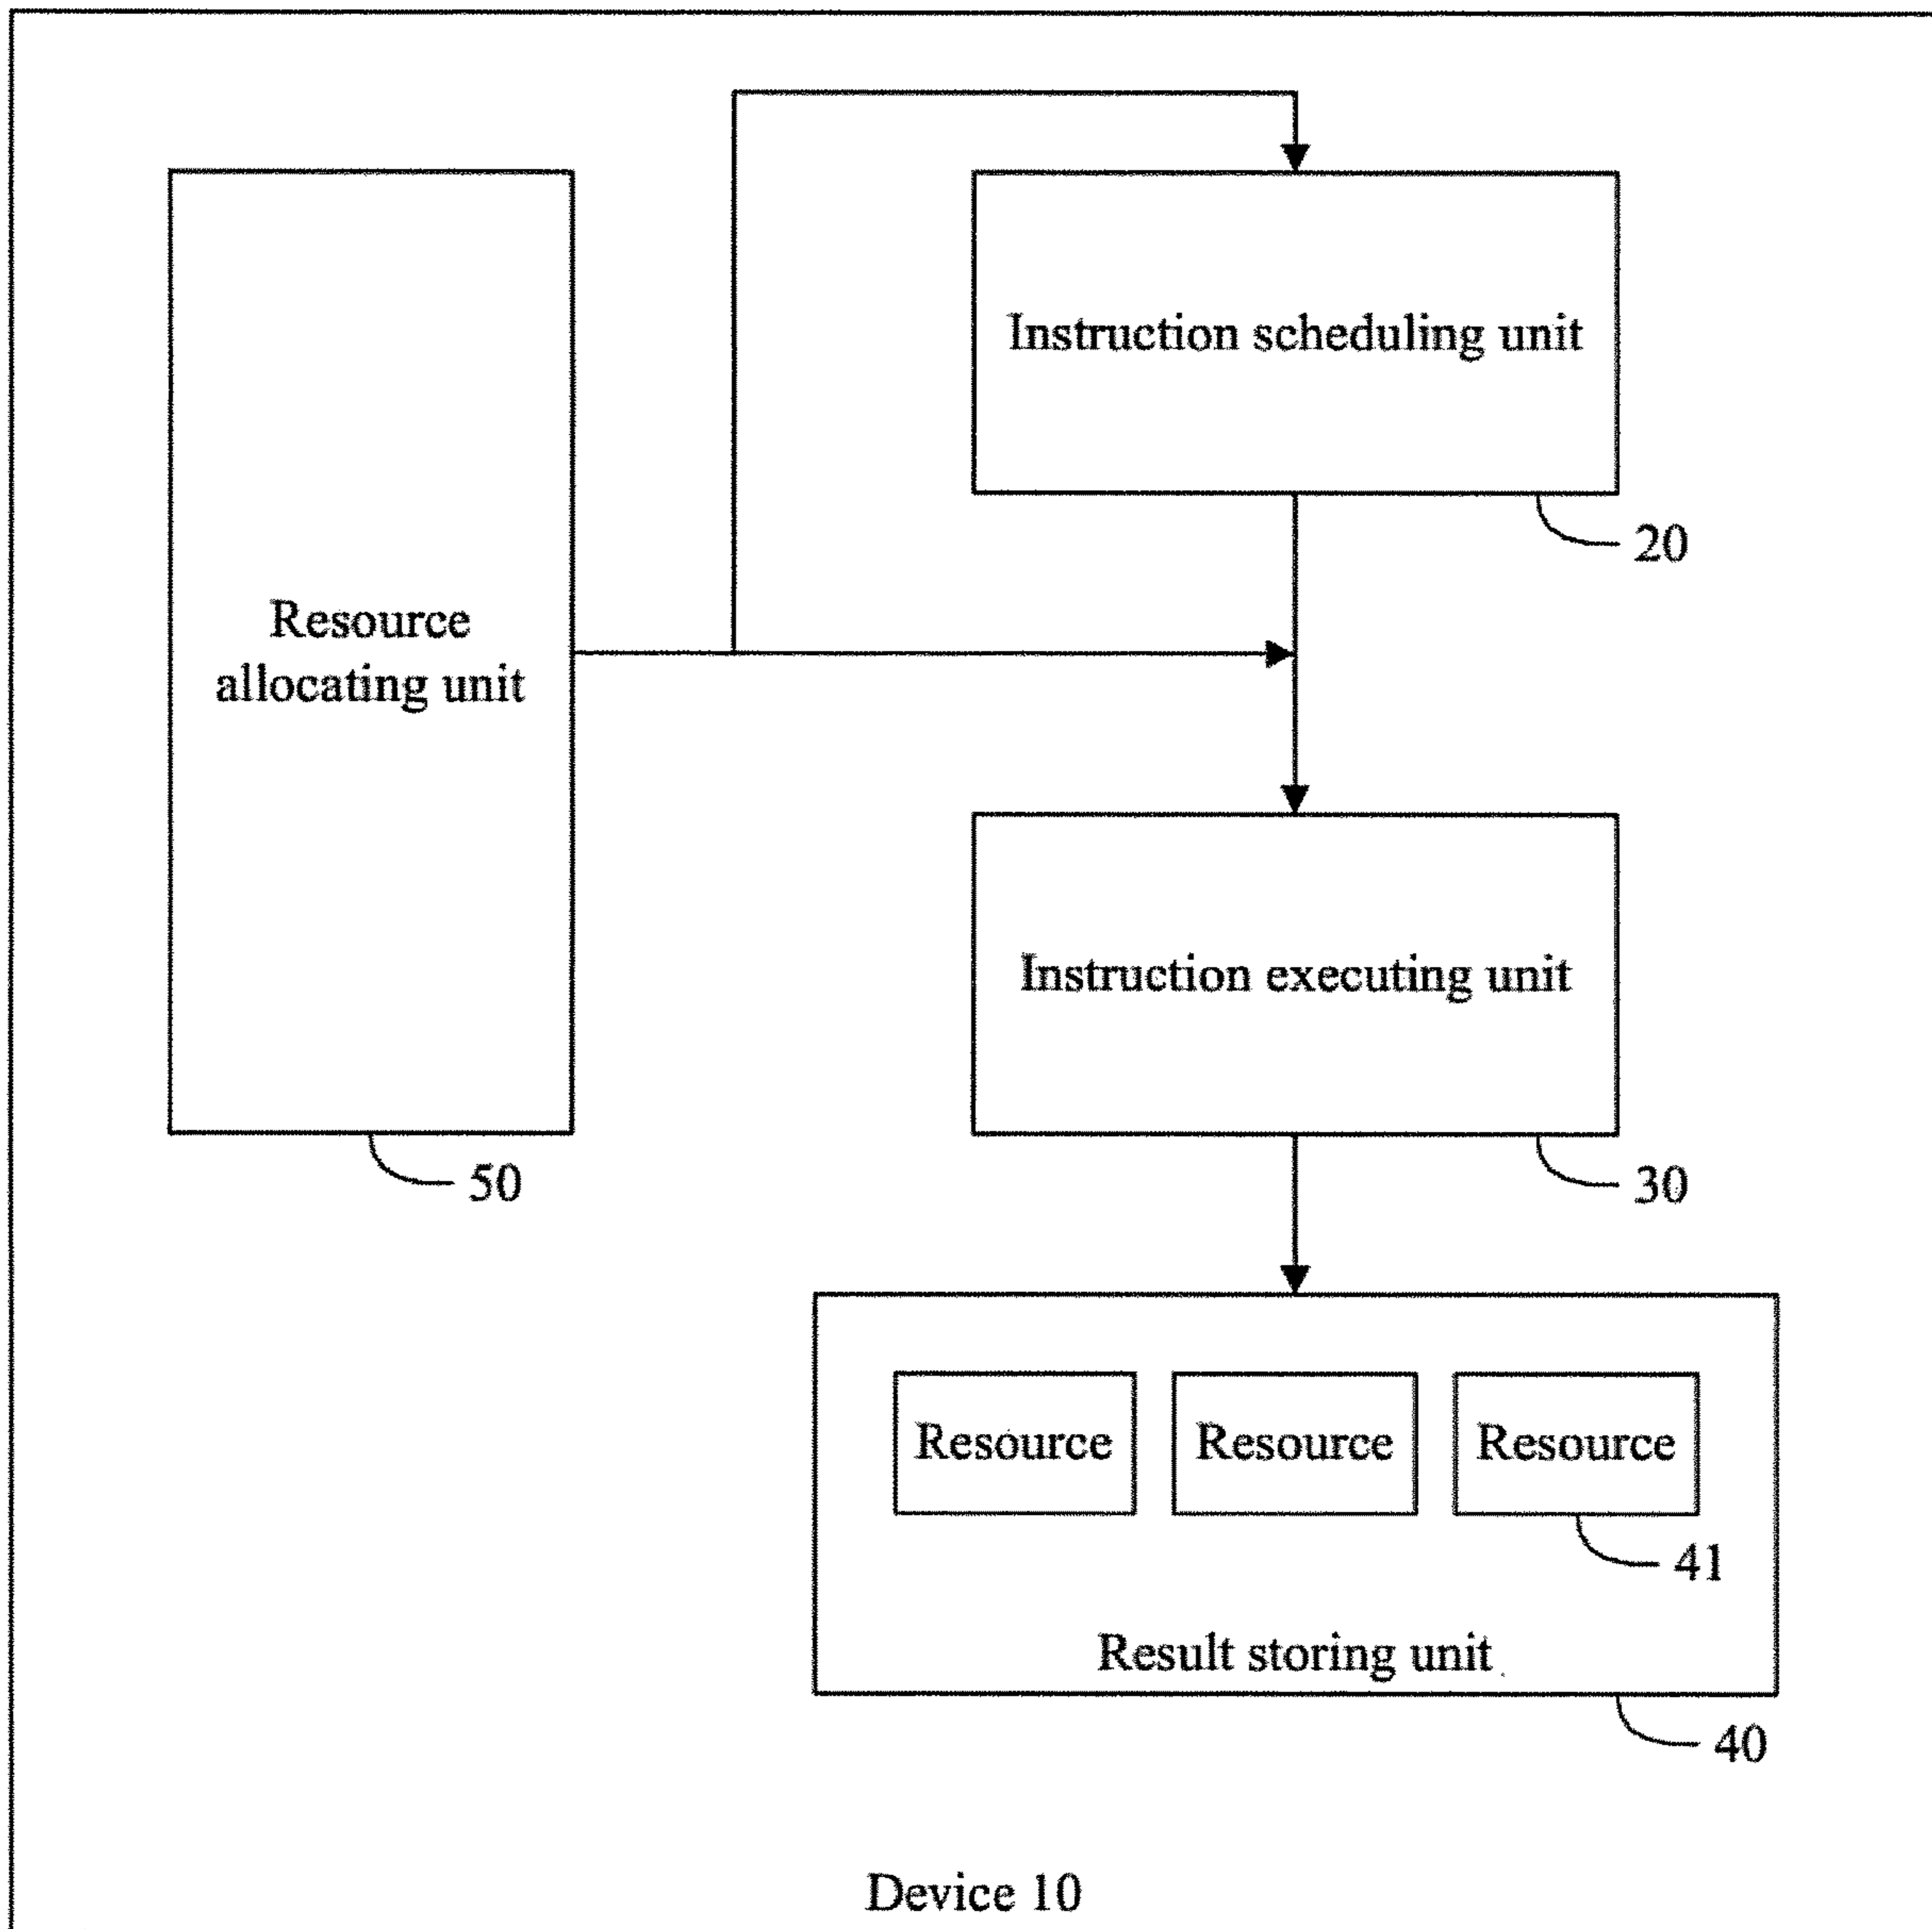 Instruction scheduling unit
20
Resource
allocating unit
Instruction executing unit
50
30
Resource Resource Resource
41
Result storing unit
40
Device 10